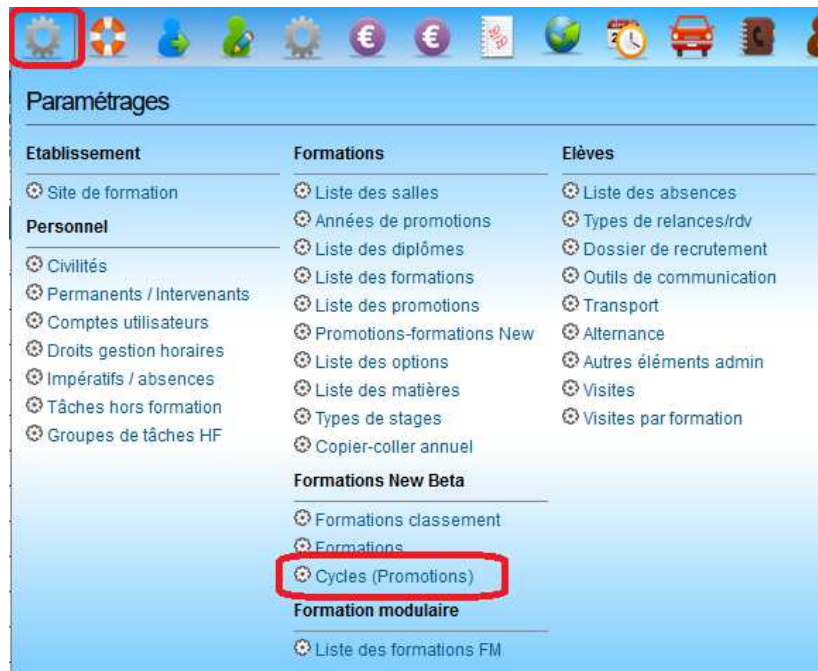 Paramétrages
Etablissement
Site de formation
Personnel
Civilités
Permanents / Intervenants
Comptes utilisateurs
Droits gestion horaires
Impératifs / absences
Tâches hors formation
Groupes de tâches HF
Formations
Liste des salles
Années de promotions
Liste des diplômes
Liste des formations
Liste des promotions
Promotions-formations New
Liste des options
Liste des matières
Types de stages
Copier-coller annuel
Formations New Beta
Formations classement
Formations
Cycles (Promotions)
Formation modulaire
Liste des formations FM
Elèves
Liste des absences
Types de relances/rdv
Dossier de recrutement
Outils de communication
Transport
Alternance
Autres éléments admin
Visites
Visites par formation